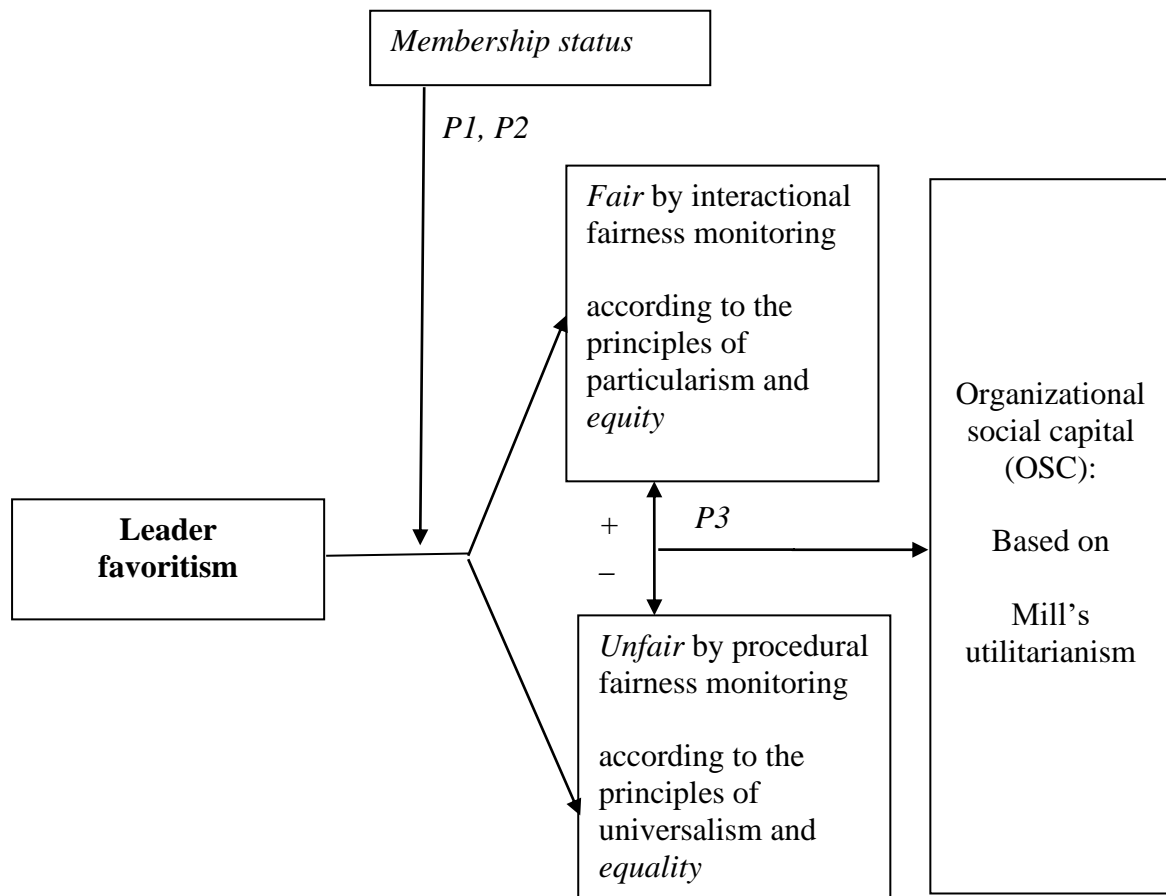 Membership status
P1, P2
Fair by interactional
fairness monitoring
according to the
principles of
particularism and
equity
Leader
favoritism
+
–
P3
Unfair by procedural
fairness monitoring
according to the
principles of
universalism and
equality
Organizational
social capital
(OSC):
Based on
Mill’s
utilitarianism